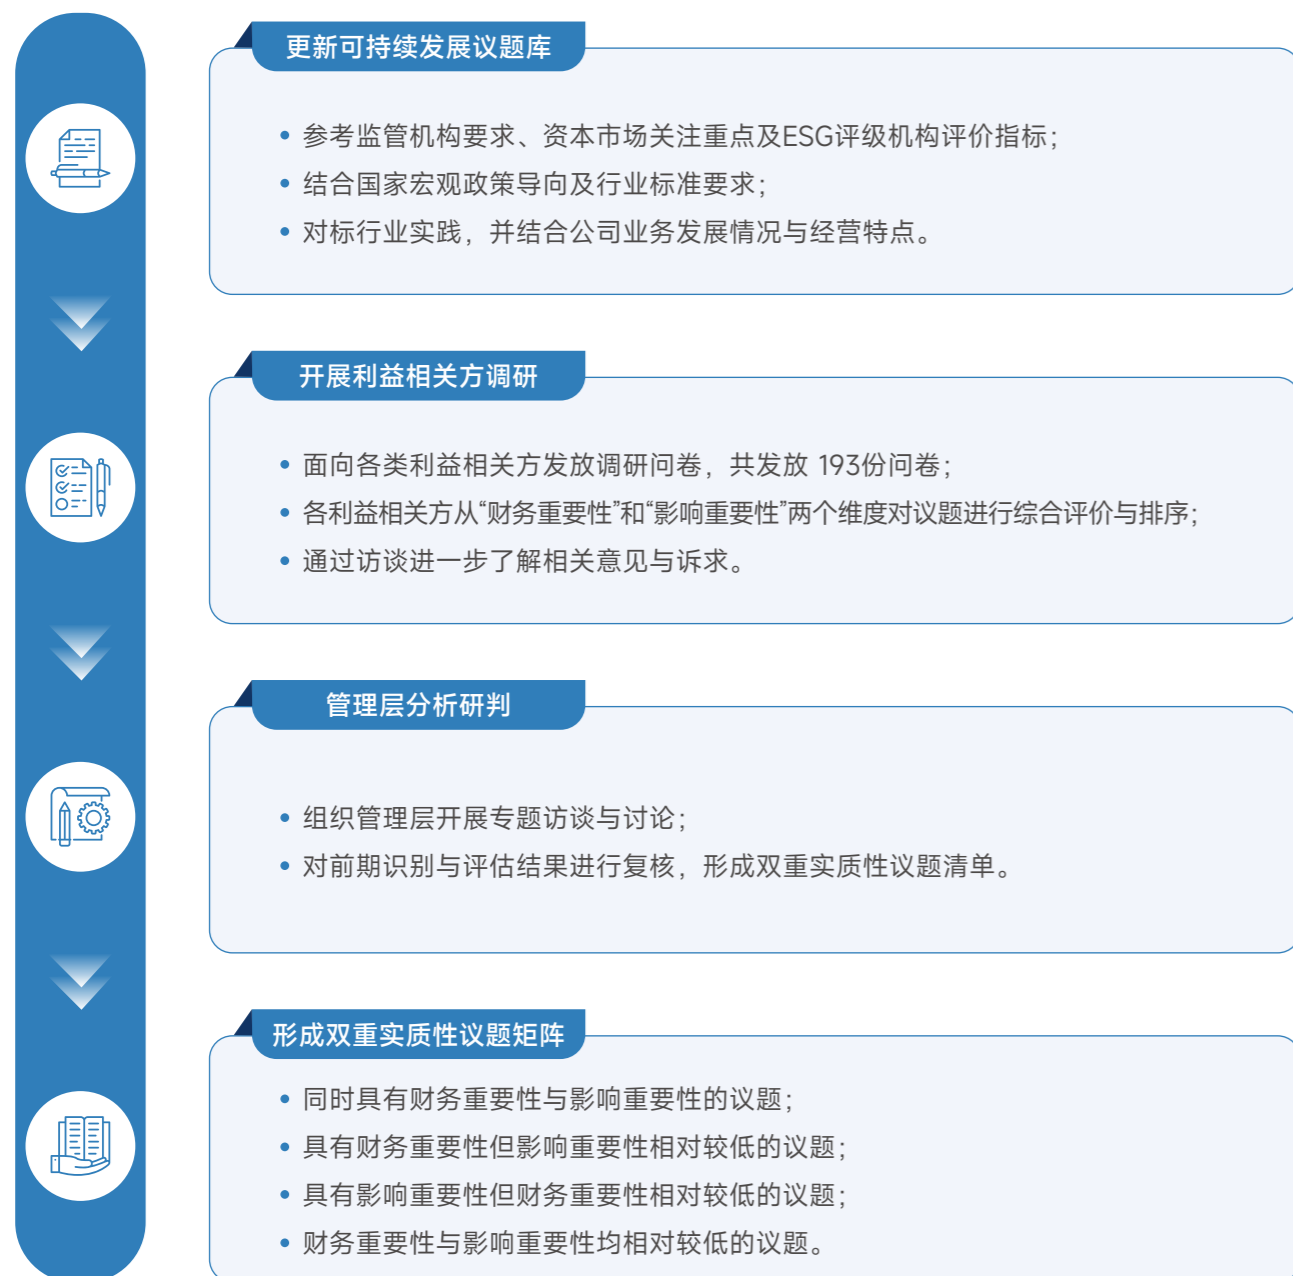 更新可持续发展议题库
参考监管机构要求、资本市场关注重点及ESG评级机构评价指标；
结合国家宏观政策导向及行业标准要求；
对标行业实践，并结合公司业务发展情况与经营特点。
开展利益相关方调研
面向各类利益相关方发放调研问卷，共发放 193份问卷；
各利益相关方从“财务重要性”和“影响重要性”两个维度对议题进行综合评价与排序；
通过访谈进一步了解相关意见与诉求。
管理层分析研判
组织管理层开展专题访谈与讨论；
对前期识别与评估结果进行复核，形成双重实质性议题清单。
形成双重实质性议题矩阵
同时具有财务重要性与影响重要性的议题；
具有财务重要性但影响重要性相对较低的议题；
具有影响重要性但财务重要性相对较低的议题；
财务重要性与影响重要性均相对较低的议题。